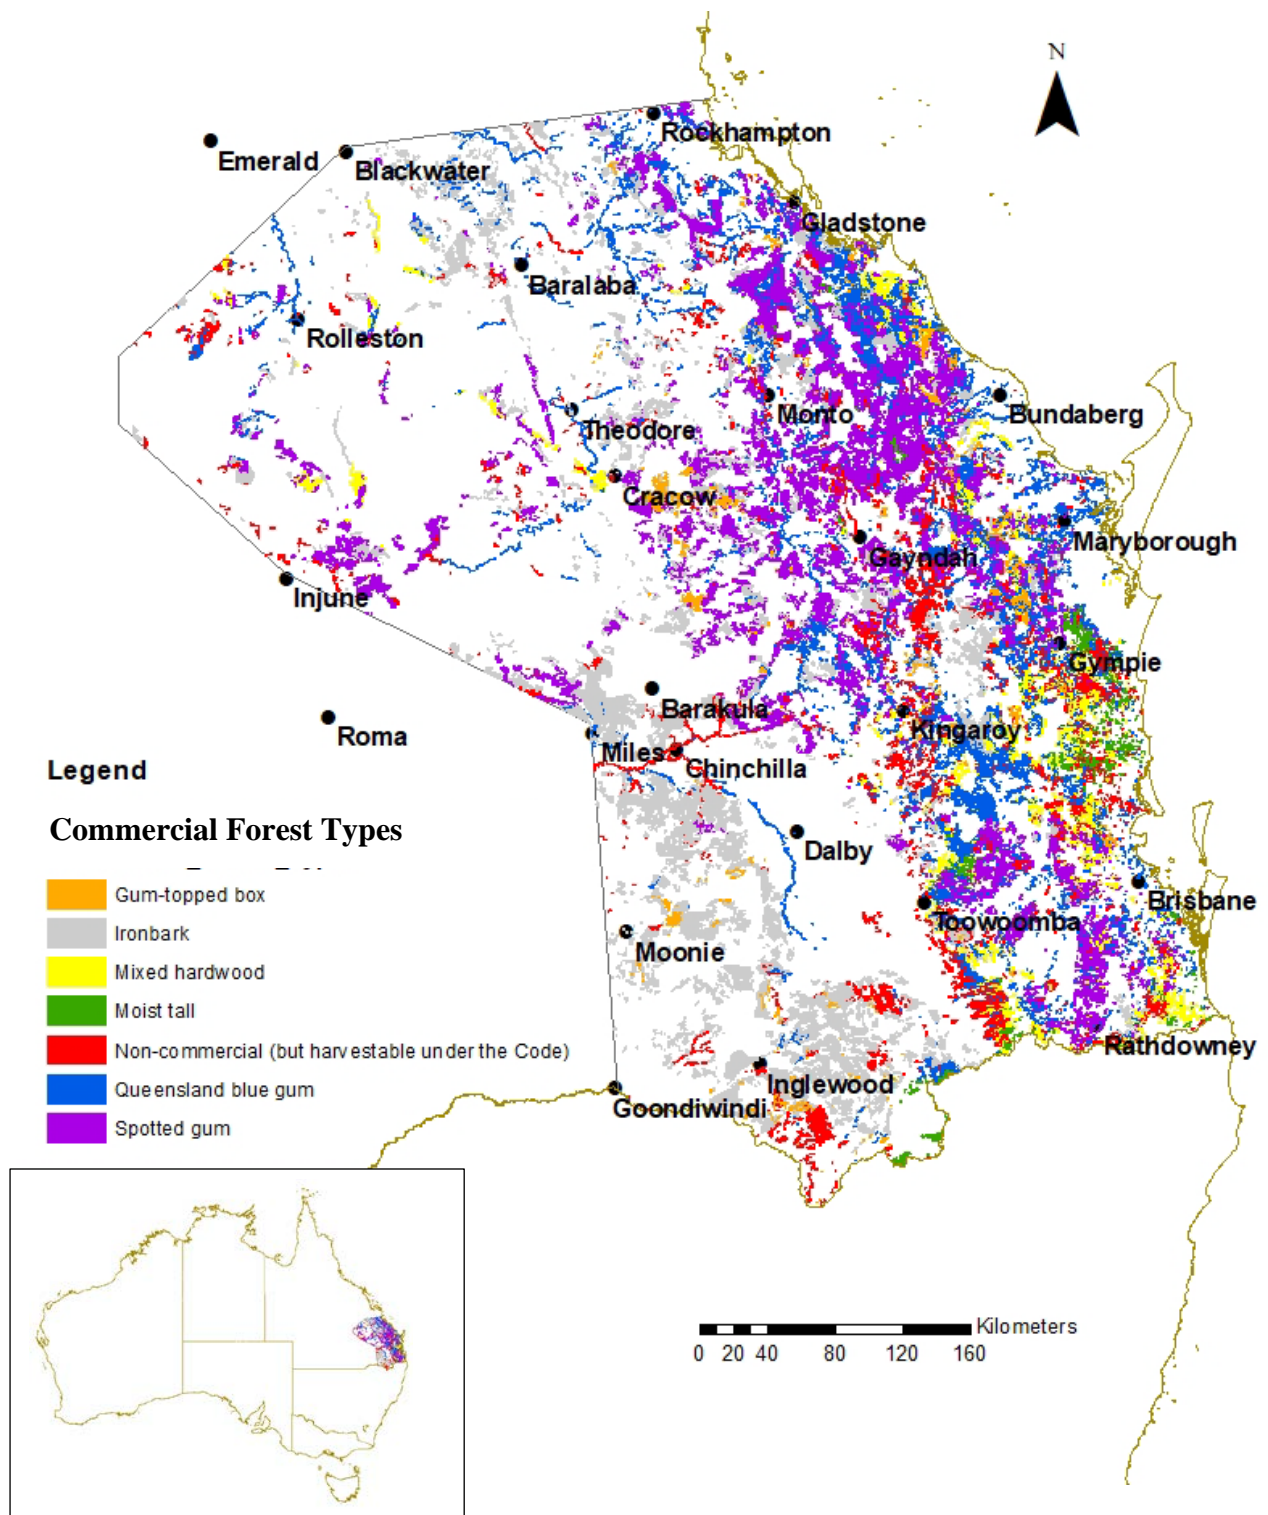 N
Rockhampton
Emerald
Blackwater
Gladstone
Baralaba
Rolleston
Monto
Bundaberg
Theodore
Cracow
Maryborough
Gayndah
Injune
Gympie
Barakula
Kingaroy
Roma
Miles
Chinchilla
Legend
Commercial Forest Types
Dalby
Gum-topped box
Brisbane
Toowoomba
Ironbark
Moonie
Mixed hardwood
Moist tall
Non-commercial (but harvestable under the Code)
Rathdowney
Queensland blue gum
Inglewood
Goondiwindi
Spotted gum
Kilometers
0 20 40 80 120 160